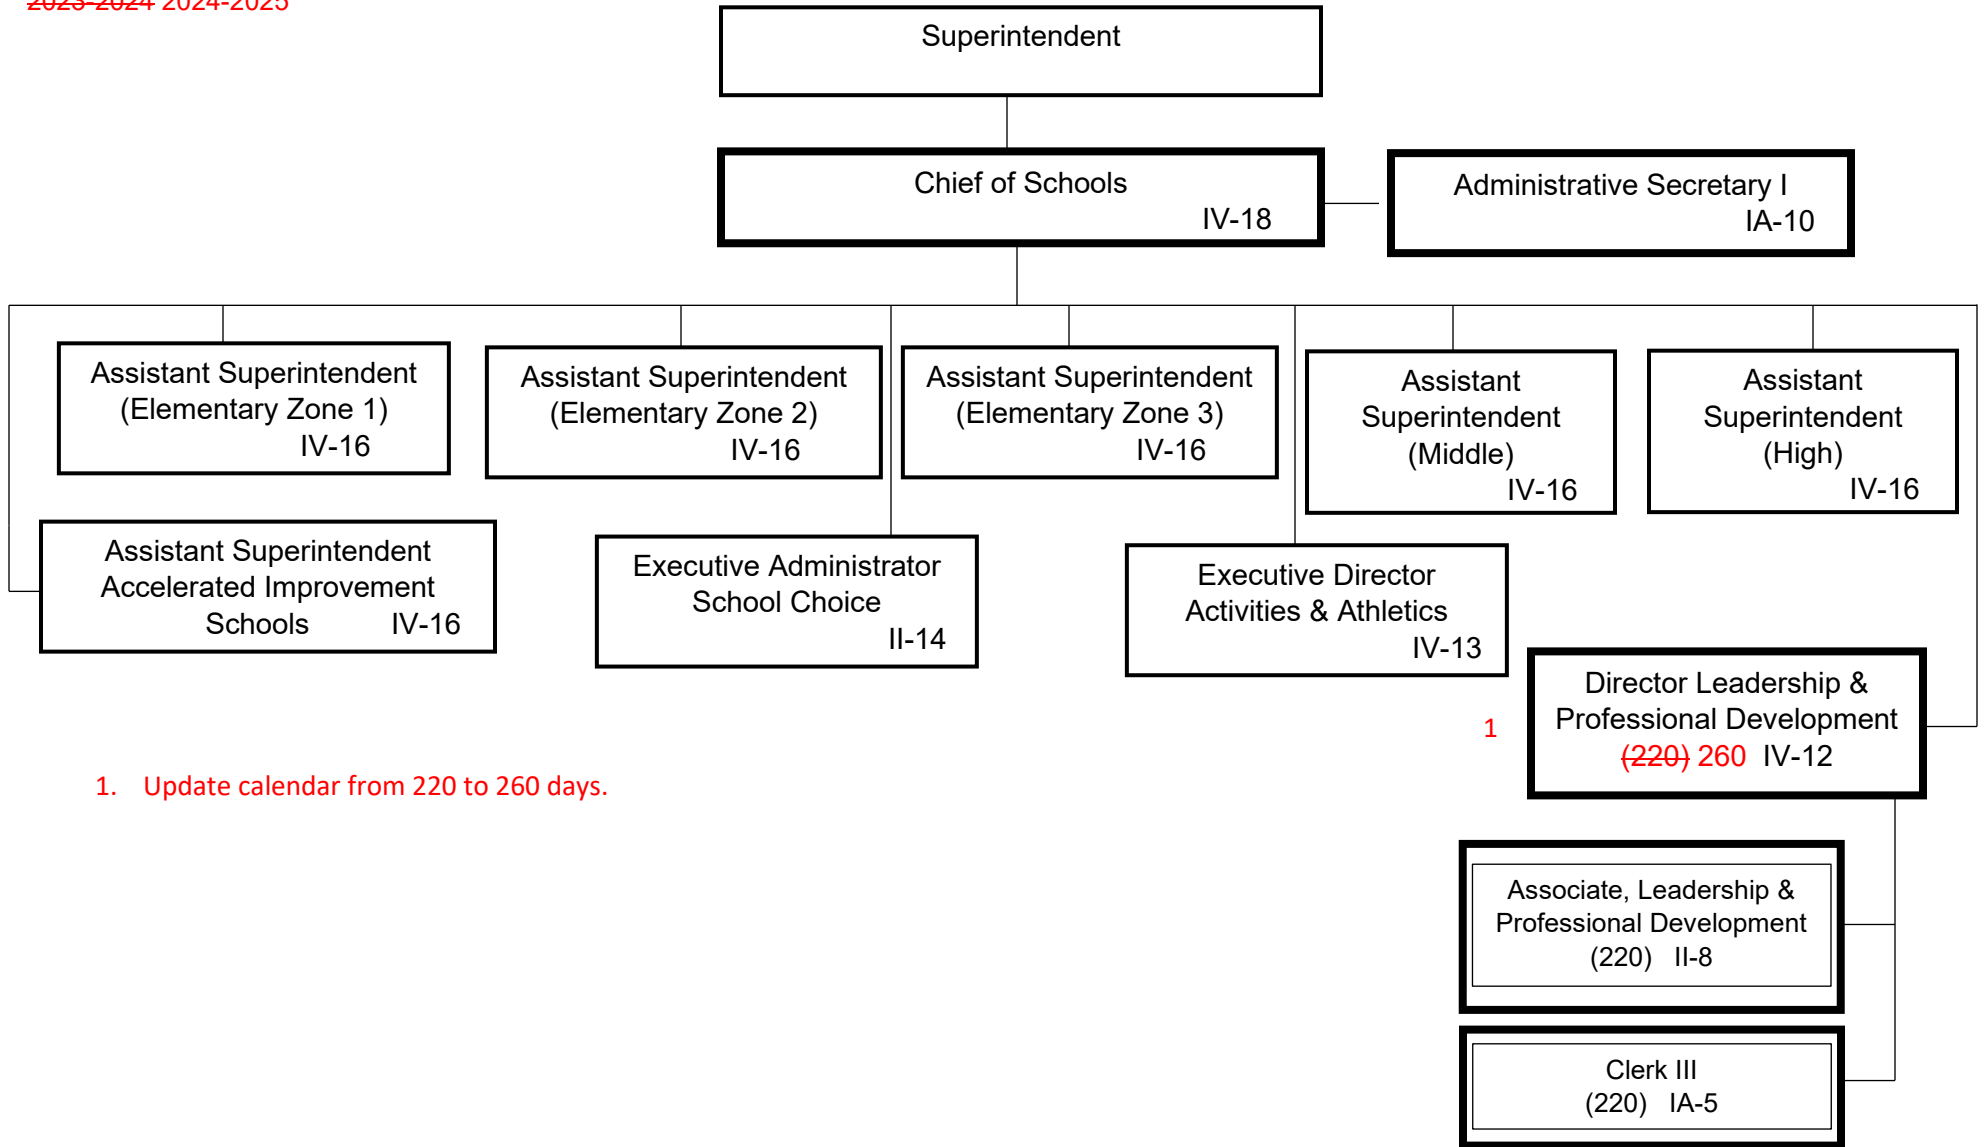 2023-2024 2024-2025
Superintendent
Chief of Schools
IV-18
Administrative Secretary I
IA-10
Assistant Superintendent
(Elementary Zone 1)
IV-16
Assistant Superintendent
(Elementary Zone 2)
IV-16
Assistant Superintendent
(Elementary Zone 3)
IV-16
Assistant
Superintendent
(Middle)
IV-16
Assistant
Superintendent
(High)
IV-16
Assistant Superintendent
Accelerated Improvement
Schools IV-16
Executive Administrator
School Choice
II-14
Executive Director
Activities & Athletics
IV-13
1
Director Leadership &
Professional Development
(220) 260 IV-12
1. Update calendar from 220 to 260 days.
Associate, Leadership &
Professional Development
(220) II-8
Clerk III
(220) IA-5